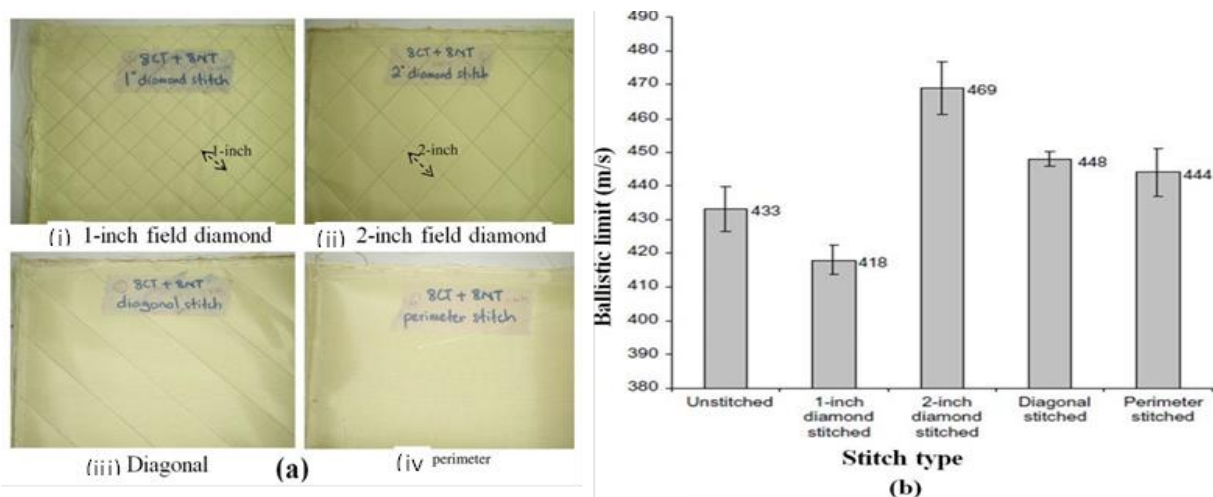 8CT + 8NT
1" diamond stitch
1-inch
(i) 1-inch field diamond
8CT + 8NT
2" diamond stitch
2-inch
(ii) 2-inch field diamond
8CT + 8NT
diagonal stitch
(iii) Diagonal
8CT + 8NT
perimeter stitch
(iv perimeter
(a)
Ballistic limit (m/s)
490
480
470
460
450
440
430
420
410
400
390
380
433
418
469
448
444
Unstitched
1-inch
diamond
stitched
2-inch
diamond
stitched
Diagonal
stitched
Perimeter
stitched
Stitch type
(b)